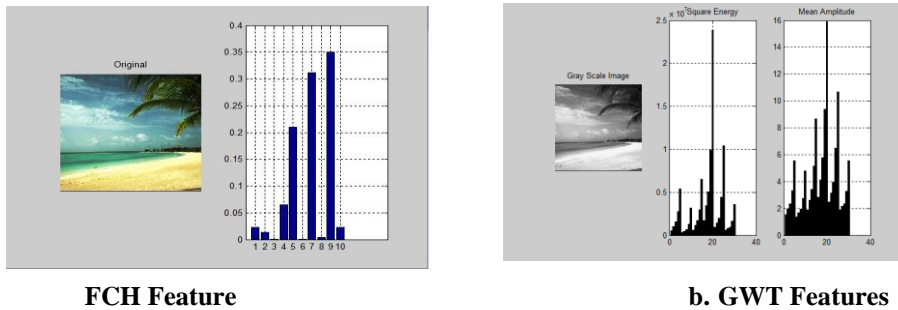 Original
0.4
0.35
0.3
0.25
0.2
0.15
0.1
0.05
0
1 2 3 4 5 6 7 8 9 10
FCH Feature
Gray Scale Image
x 10⁷ Square Energy
2.5
2
1.5
1
0.5
0
0 20 40
Mean Amplitude
16
14
12
10
8
6
4
2
0
0 20 40
b. GWT Features